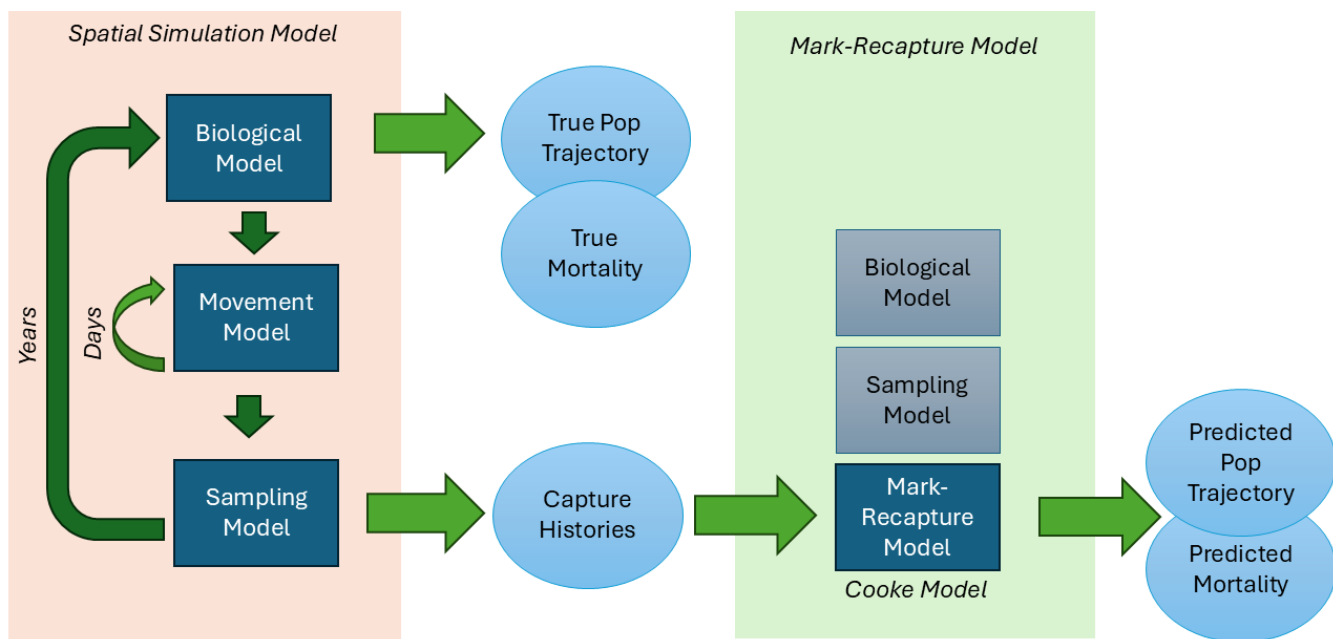 Spatial Simulation Model
Biological
Model
Movement
Model
Sampling
Model
Years
Days
True Pop
Trajectory
True
Mortality
Capture
Histories
Mark-Recapture Model
Biological
Model
Sampling
Model
Mark-
Recapture
Model
Cooke Model
Predicted
Pop
Trajectory
Predicted
Mortality